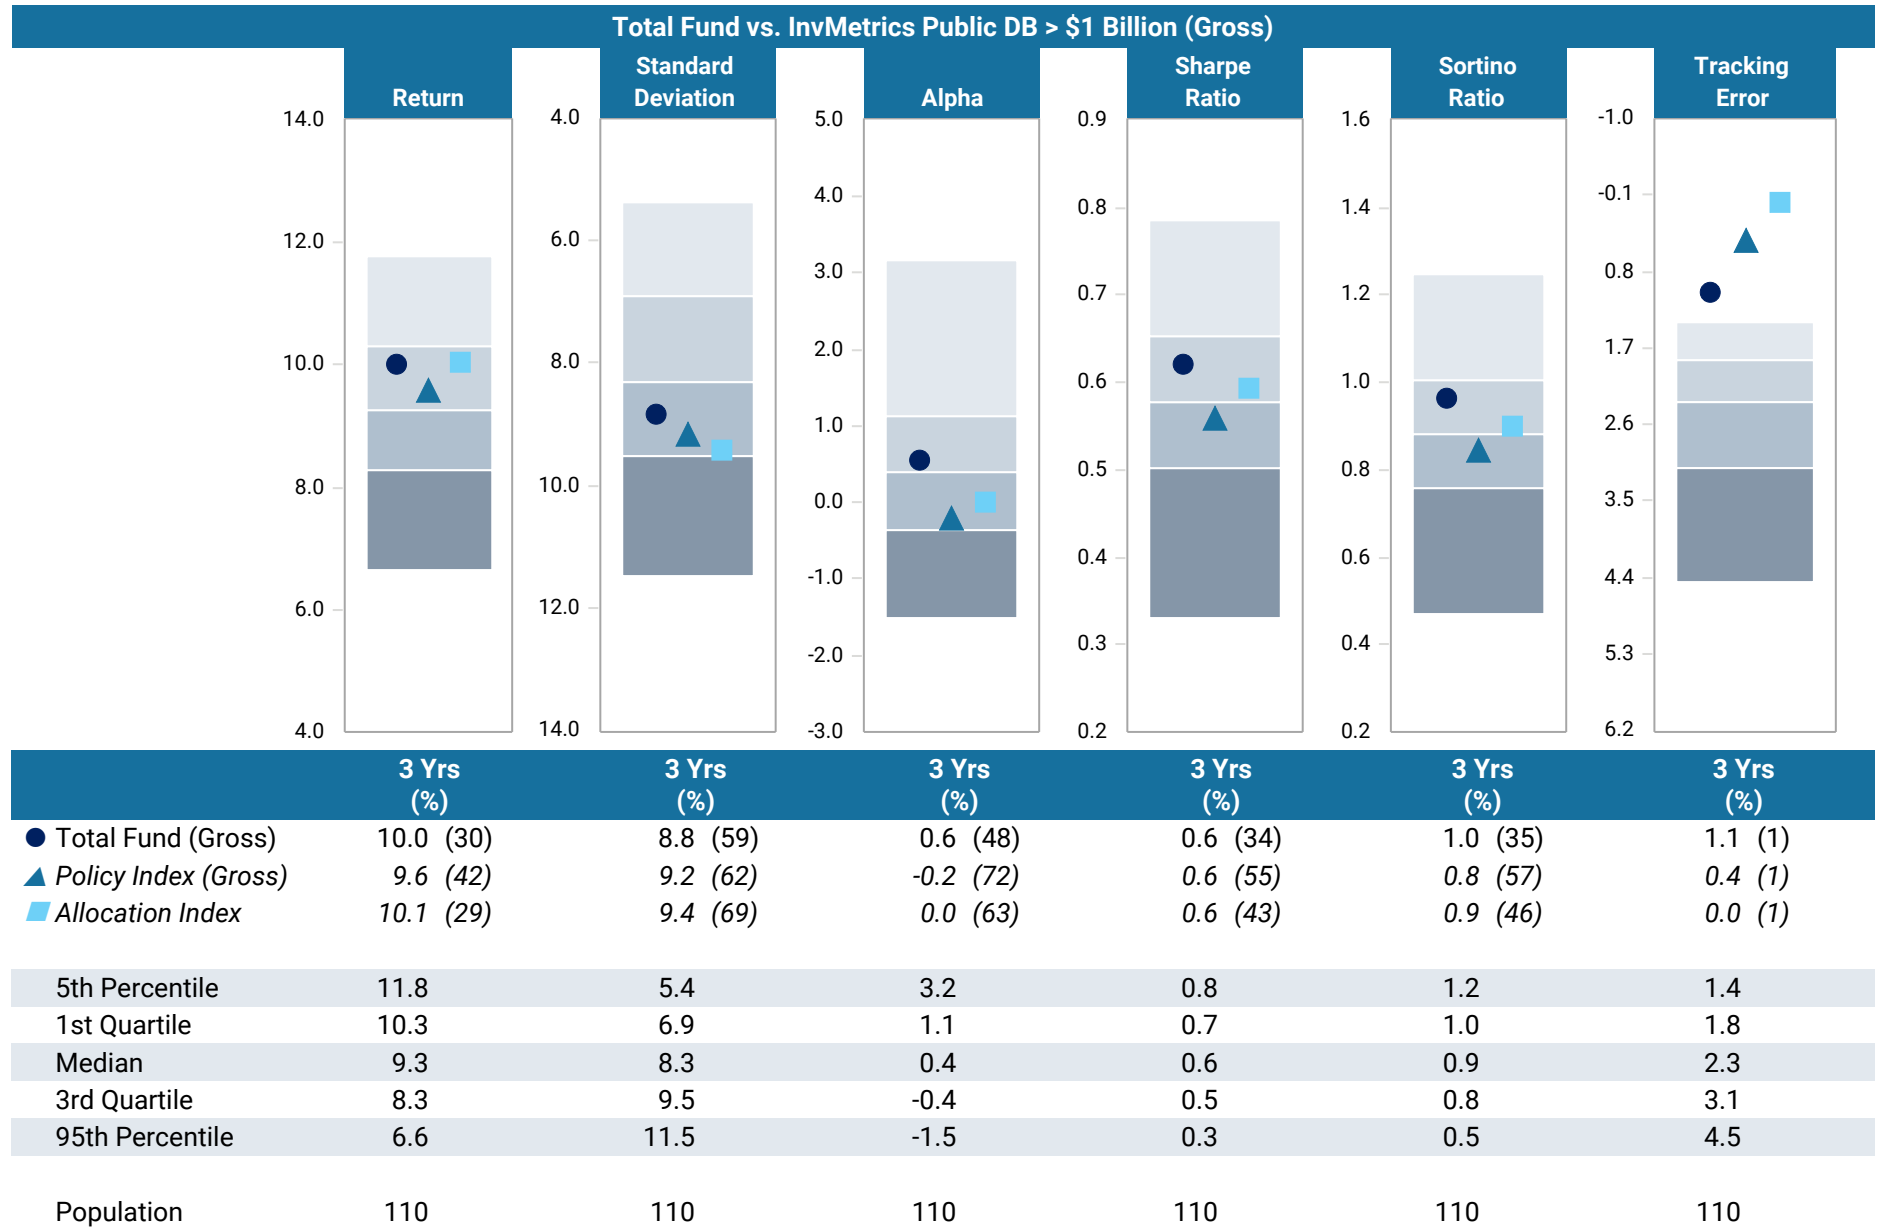 Total Fund vs. InvMetrics Public DB > $1 Billion (Gross)
Return
Standard
Deviation
Alpha
Sharpe
Ratio
Sortino
Ratio
Tracking
Error
14.0
12.0
10.0
8.0
6.0
4.0
4.0
6.0
8.0
10.0
12.0
14.0
5.0
4.0
3.0
2.0
1.0
0.0
-1.0
-2.0
-3.0
0.9
0.8
0.7
0.6
0.5
0.4
0.3
0.2
1.6
1.4
1.2
1.0
0.8
0.6
0.4
0.2
-1.0
-0.1
0.8
1.7
2.6
3.5
4.4
5.3
6.2
3 Yrs 3 Yrs 3 Yrs 3 Yrs 3 Yrs 3 Yrs
(%) (%) (%) (%) (%) (%)
Total Fund (Gross) 10.0 (30) 8.8 (59) 0.6 (48) 0.6 (34) 1.0 (35) 1.1 (1)
Policy Index (Gross) 9.6 (42) 9.2 (62) -0.2 (72) 0.6 (55) 0.8 (57) 0.4 (1)
Allocation Index 10.1 (29) 9.4 (69) 0.0 (63) 0.6 (43) 0.9 (46) 0.0 (1)
5th Percentile 11.8 5.4 3.2 0.8 1.2 1.4
1st Quartile 10.3 6.9 1.1 0.7 1.0 1.8
Median 9.3 8.3 0.4 0.6 0.9 2.3
3rd Quartile 8.3 9.5 -0.4 0.5 0.8 3.1
95th Percentile 6.6 11.5 -1.5 0.3 0.5 4.5
Population 110 110 110 110 110 110